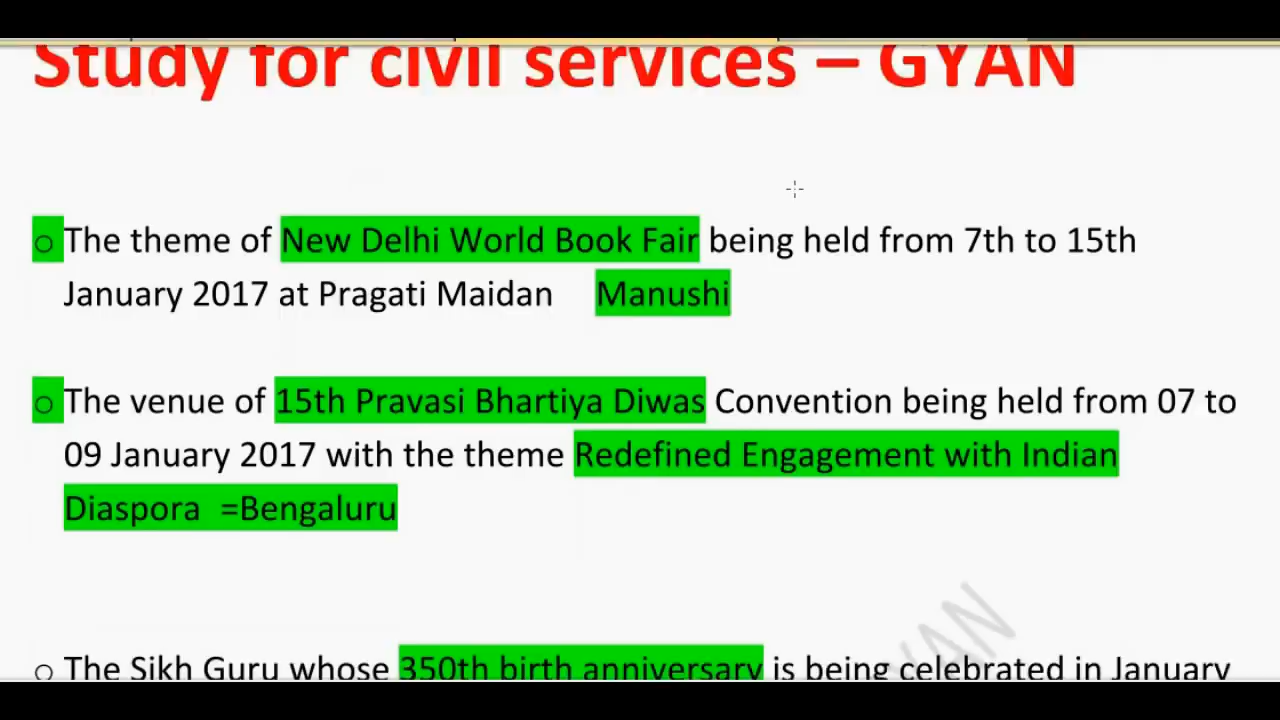 Study for civil services – GYAN
o The theme of New Delhi World Book Fair being held from 7th to 15th
January 2017 at Pragati Maidan Manushi
o The venue of 15th Pravasi Bhartiya Diwas Convention being held from 07 to
09 January 2017 with the theme Redefined Engagement with Indian
Diaspora =Bengaluru
YAN
o The Sikh Guru whose 350th birth anniversary is being celebrated in January